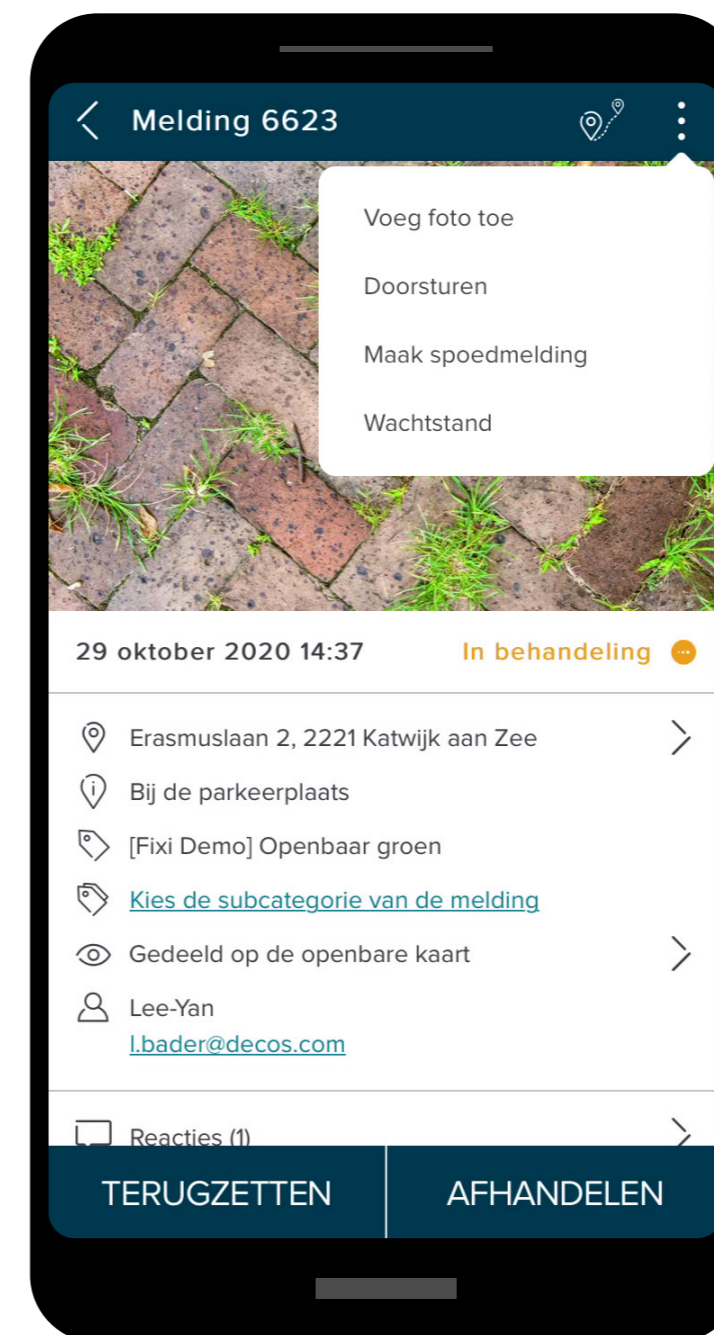 Melding 6623
Voeg foto toe
Doorsturen
Maak spoedmelding
Wachtstand
29 oktober 2020 14:37 In behandeling
Erasmuslaan 2, 2221 Katwijk aan Zee
Bij de parkeerplaats
[Fixi Demo] Openbaar groen
Kies de subcategorie van de melding
Gedeeld op de openbare kaart
Lee-Yan
l.bader@decos.com
Reacties (1)
TERUGZETTEN AFHANDELEN